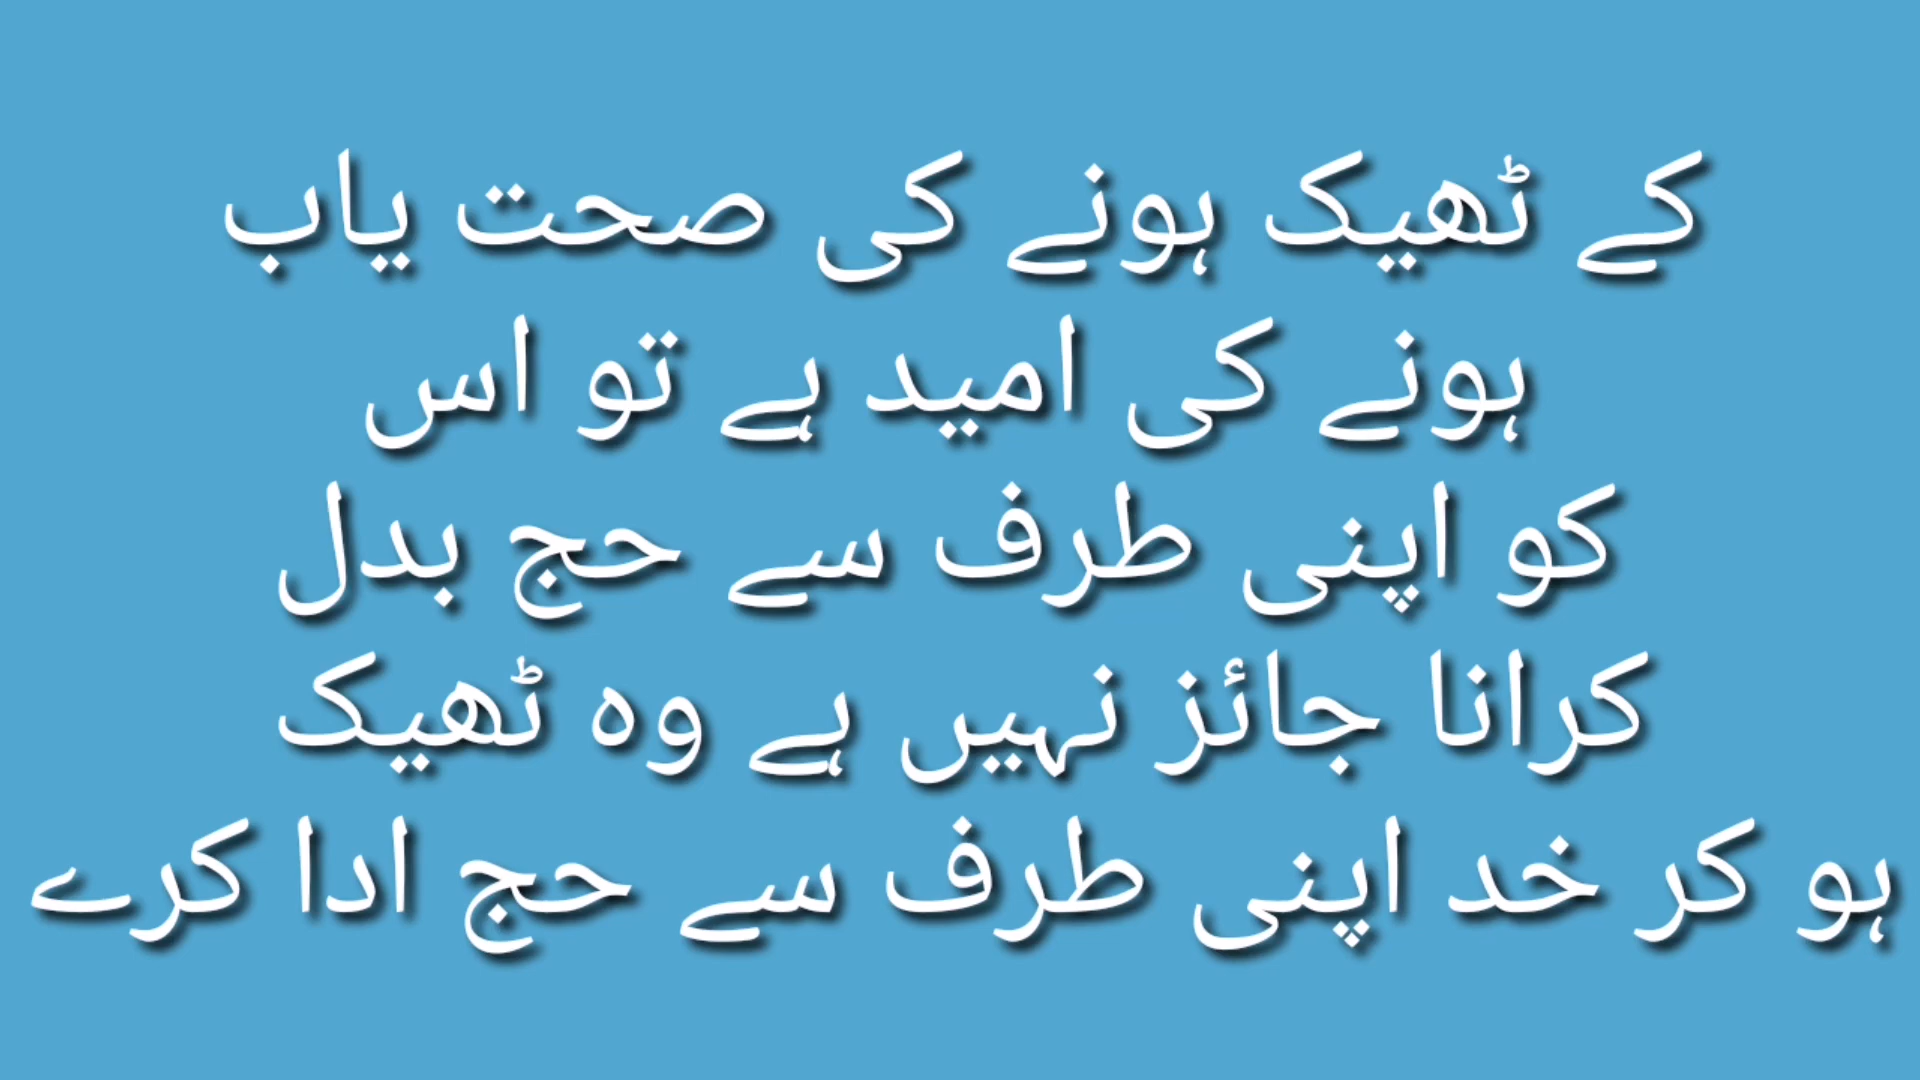 کے ٹھیک ہونے کی صحت یاب
ہونے کی امید ہے تو اس
کو اپنی طرف سے حج بدل
کرانا جائز نہیں ہے وہ ٹھیک
ہو کر خد اپنی طرف سے حج ادا کرے